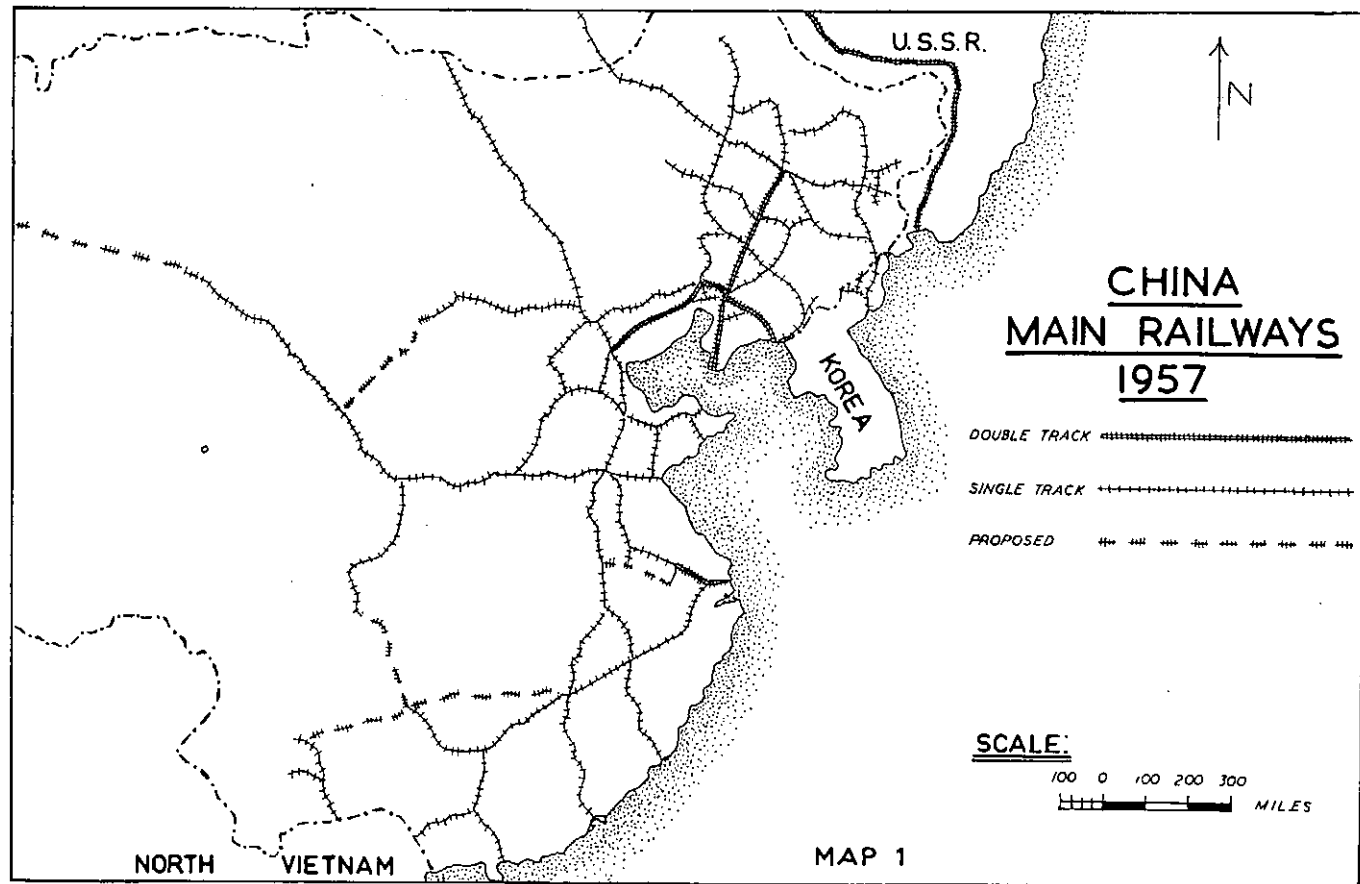 U.S.S.R.
N
CHINA
MAIN RAILWAYS
1957
KOREA
DOUBLE TRACK
SINGLE TRACK
PROPOSED
SCALE:
100 0 100 200 300
MILES
NORTH VIETNAM
MAP 1